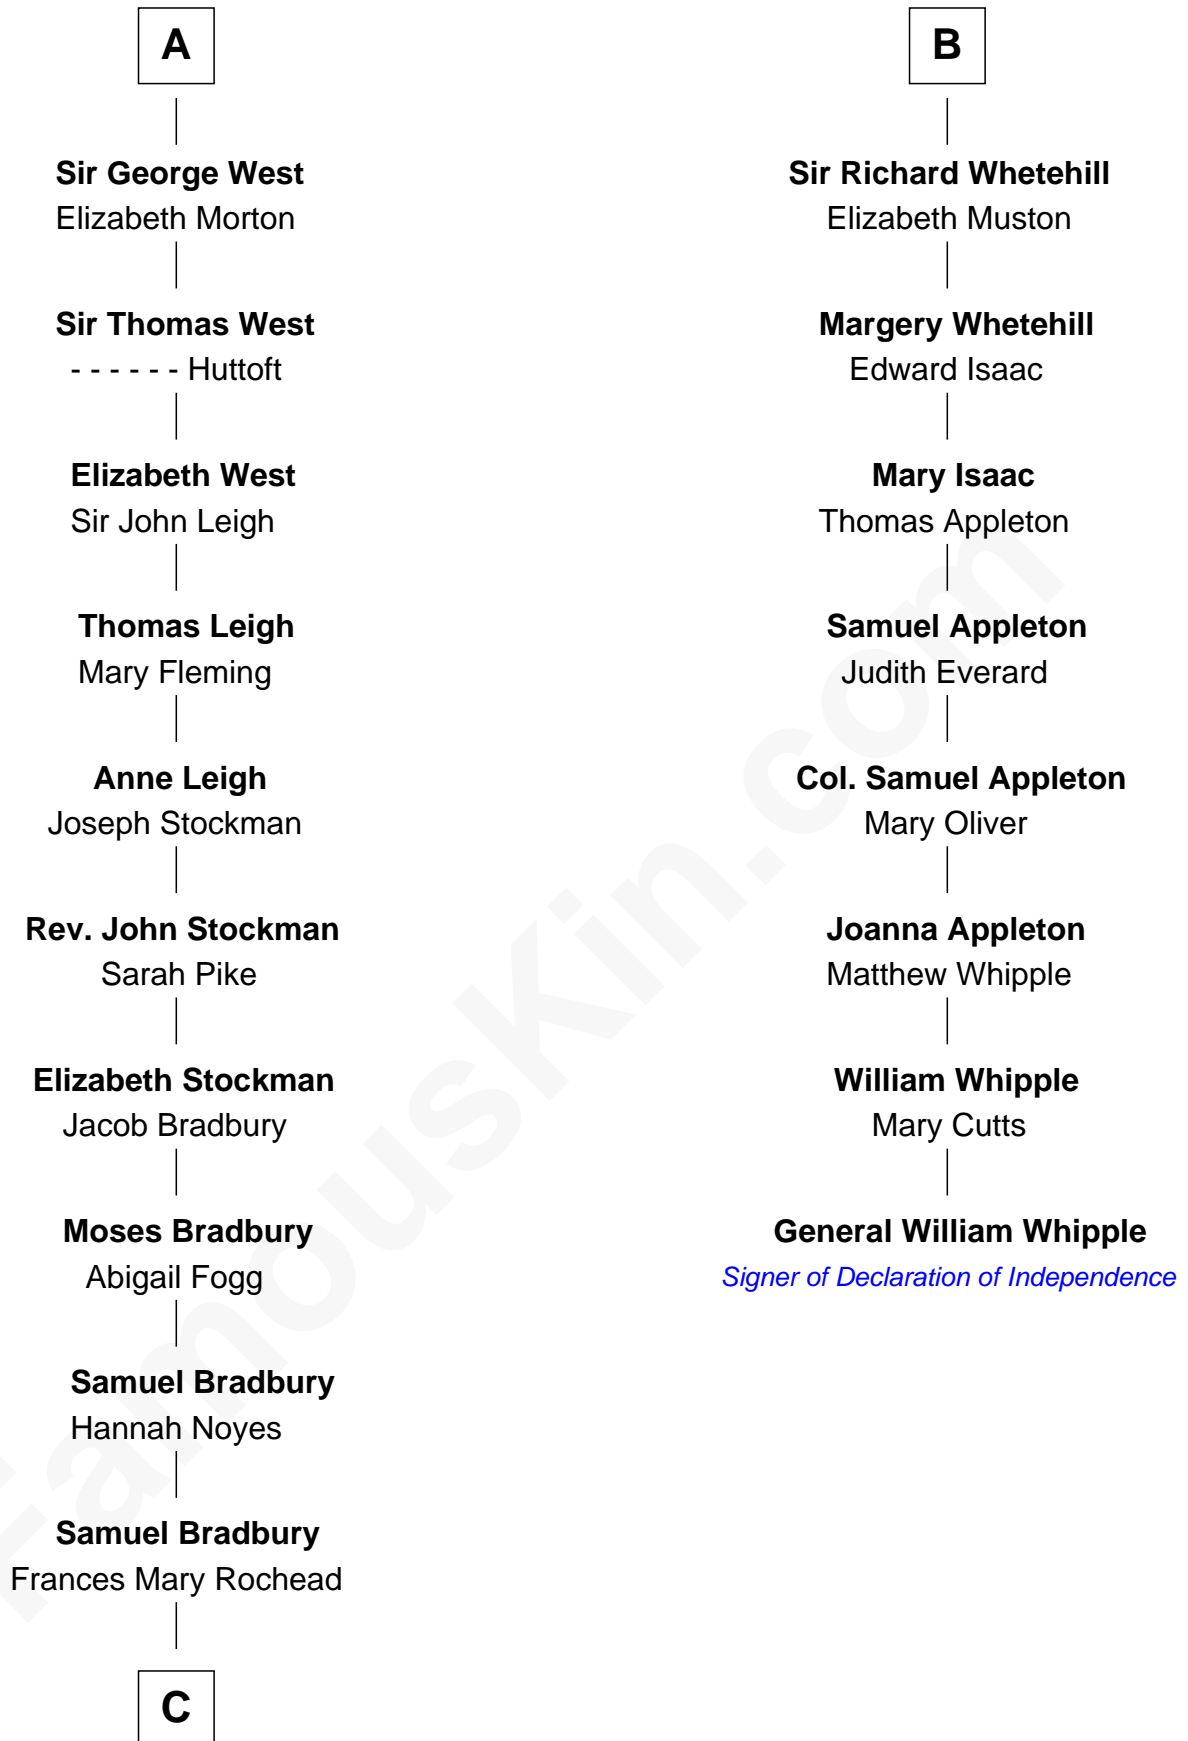 A
Sir George West
Elizabeth Morton
Sir Thomas West
- - - - - - Huttoft
Elizabeth West
Sir John Leigh
Thomas Leigh
Mary Fleming
Anne Leigh
Joseph Stockman
Rev. John Stockman
Sarah Pike
Elizabeth Stockman
Jacob Bradbury
Moses Bradbury
Abigail Fogg
Samuel Bradbury
Hannah Noyes
Samuel Bradbury
Frances Mary Rochead
C
B
Sir Richard Whetehill
Elizabeth Muston
Margery Whetehill
Edward Isaac
Mary Isaac
Thomas Appleton
Samuel Appleton
Judith Everard
Col. Samuel Appleton
Mary Oliver
Joanna Appleton
Matthew Whipple
William Whipple
Mary Cutts
General William Whipple
Signer of Declaration of Independence
FamousKin.com